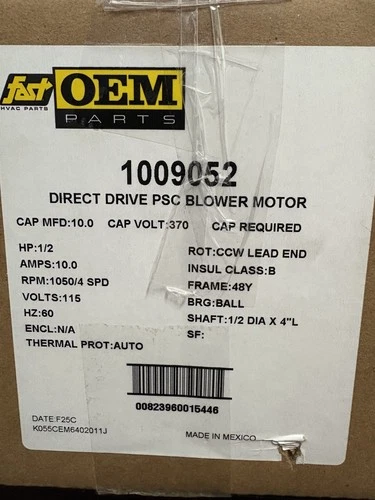 Fast OEM
HVAC PARTS
PARTS
1009052
DIRECT DRIVE PSC BLOWER MOTOR
CAP MFD:10.0 CAP VOLT:370 CAP REQUIRED
HP:1/2
AMPS:10.0
RPM:1050/4 SPD
VOLTS:115
HZ:60
ENCL:N/A
THERMAL PROT:AUTO
ROT:CCW LEAD END
INSUL CLASS:B
FRAME:48Y
BRG:BALL
SHAFT:1/2 DIA X 4"L
SF:
00823960015446
DATE:F25C
K055CEM6402011J
MADE IN MEXICO